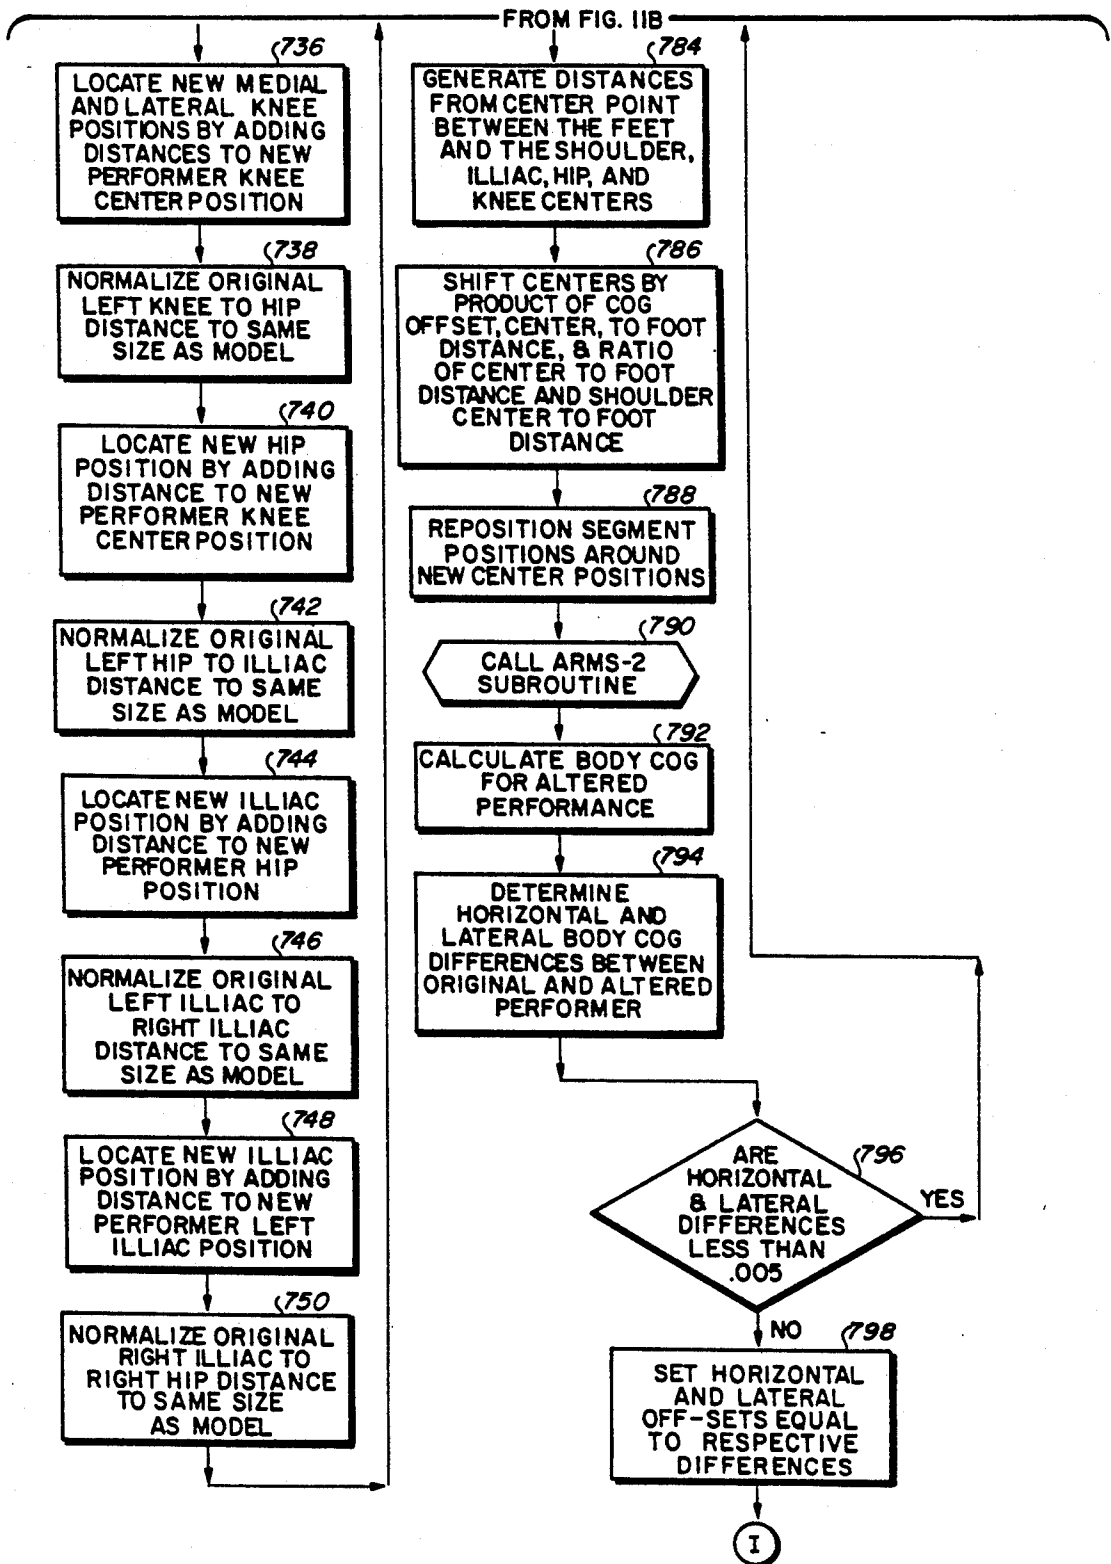 FROM FIG. 11B
736
LOCATE NEW MEDIAL
AND LATERAL KNEE
POSITIONS BY ADDING
DISTANCES TO NEW
PERFORMER KNEE
CENTER POSITION
738
NORMALIZE ORIGINAL
LEFT KNEE TO HIP
DISTANCE TO SAME
SIZE AS MODEL
740
LOCATE NEW HIP
POSITION BY ADDING
DISTANCE TO NEW
PERFORMER KNEE
CENTER POSITION
742
NORMALIZE ORIGINAL
LEFT HIP TO ILLIAC
DISTANCE TO SAME
SIZE AS MODEL
744
LOCATE NEW ILLIAC
POSITION BY ADDING
DISTANCE TO NEW
PERFORMER HIP
POSITION
746
NORMALIZE ORIGINAL
LEFT ILLIAC TO
RIGHT ILLIAC
DISTANCE TO SAME
SIZE AS MODEL
748
LOCATE NEW ILLIAC
POSITION BY ADDING
DISTANCE TO NEW
PERFORMER LEFT
ILLIAC POSITION
750
NORMALIZE ORIGINAL
RIGHT ILLIAC TO
RIGHT HIP DISTANCE
TO SAME SIZE
AS MODEL
784
GENERATE DISTANCES
FROM CENTER POINT
BETWEEN THE FEET
AND THE SHOULDER,
ILLIAC, HIP, AND
KNEE CENTERS
786
SHIFT CENTERS BY
PRODUCT OF COG
OFFSET, CENTER, TO FOOT
DISTANCE, & RATIO
OF CENTER TO FOOT
DISTANCE AND SHOULDER
CENTER TO FOOT
DISTANCE
788
REPOSITION SEGMENT
POSITIONS AROUND
NEW CENTER POSITIONS
790
CALL ARMS-2
SUBROUTINE
792
CALCULATE BODY COG
FOR ALTERED
PERFORMANCE
794
DETERMINE
HORIZONTAL AND
LATERAL BODY COG
DIFFERENCES BETWEEN
ORIGINAL AND ALTERED
PERFORMER
796
ARE
HORIZONTAL
& LATERAL
DIFFERENCES
LESS THAN
.005
YES
NO
798
SET HORIZONTAL
AND LATERAL
OFF-SETS EQUAL
TO RESPECTIVE
DIFFERENCES
I